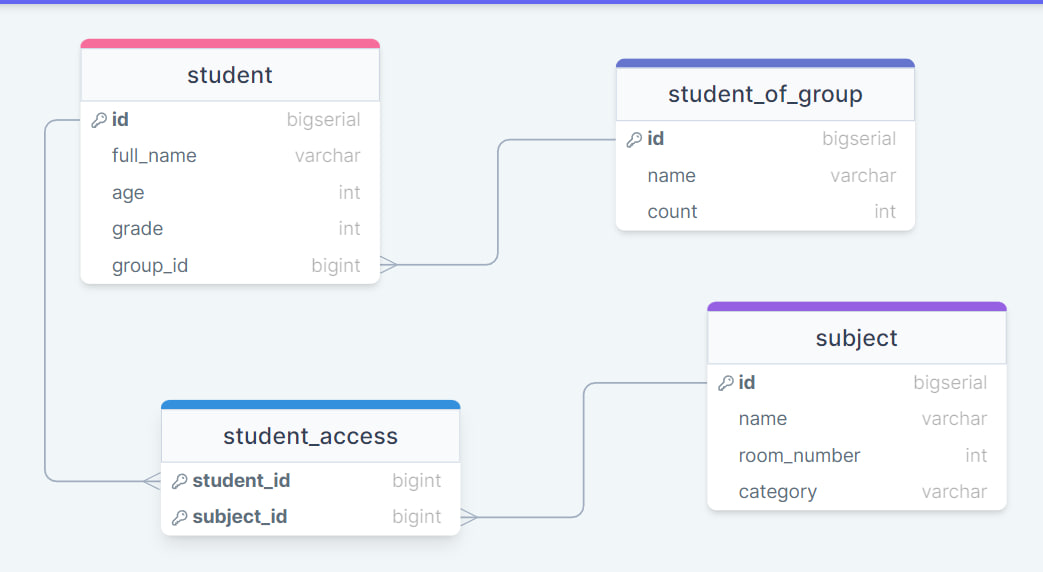 student
id bigserial
full_name varchar
age int
grade int
group_id bigint
student_of_group
id bigserial
name varchar
count int
subject
id bigserial
name varchar
room_number int
category varchar
student_access
student_id bigint
subject_id bigint